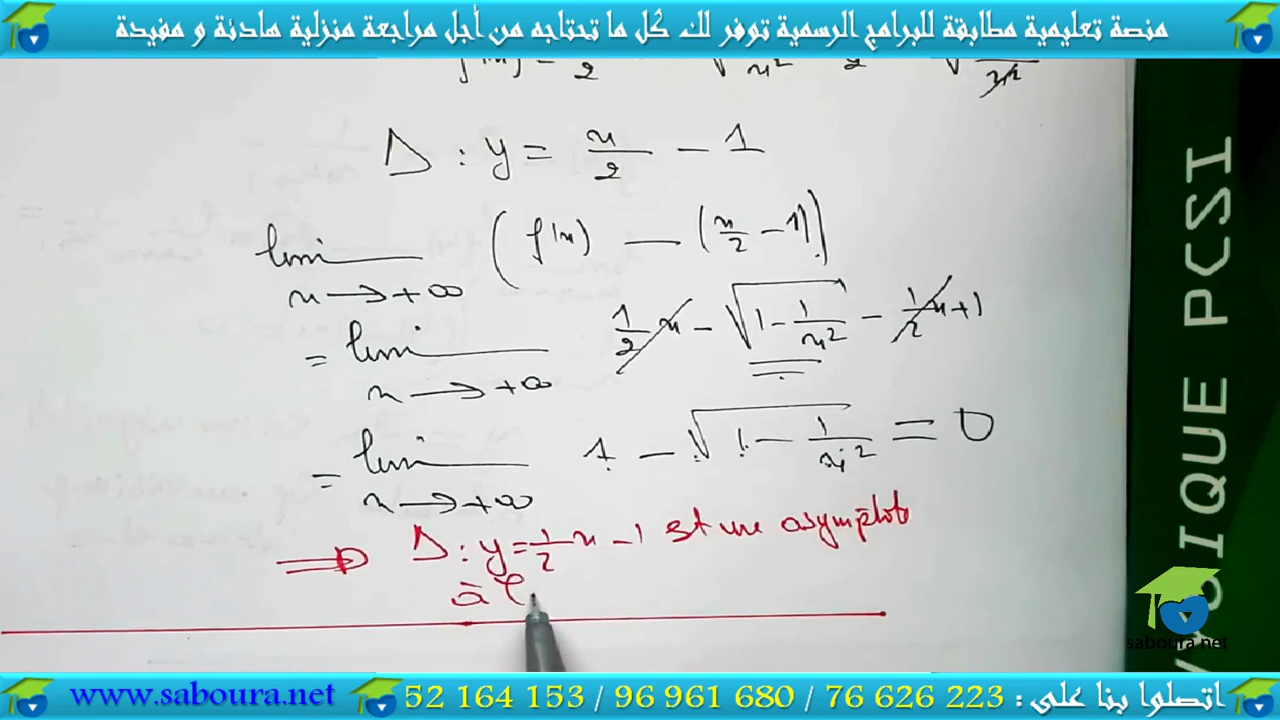 منصة تعليمية مطابقة للبرامج الرسمية توفر لك كل ما تحتاجه من أجل مراجعة منزلية هادئة و مفيدة
Δ : y = x/2 - 1
lim x→+∞ (f(x) - (x/2 - 1))
= lim x→+∞ 1/2 x - √(1 - 1/x²) - 1/2 x + 1
= lim x→+∞ 1 - √(1 - 1/x²) = 0
⇒ Δ : y = 1/2 x - 1 est une asymptote
à
PCSI
saboura.net
www.saboura.net 52 164 153 / 96 961 680 / 76 626 223 : اتصلوا بنا على